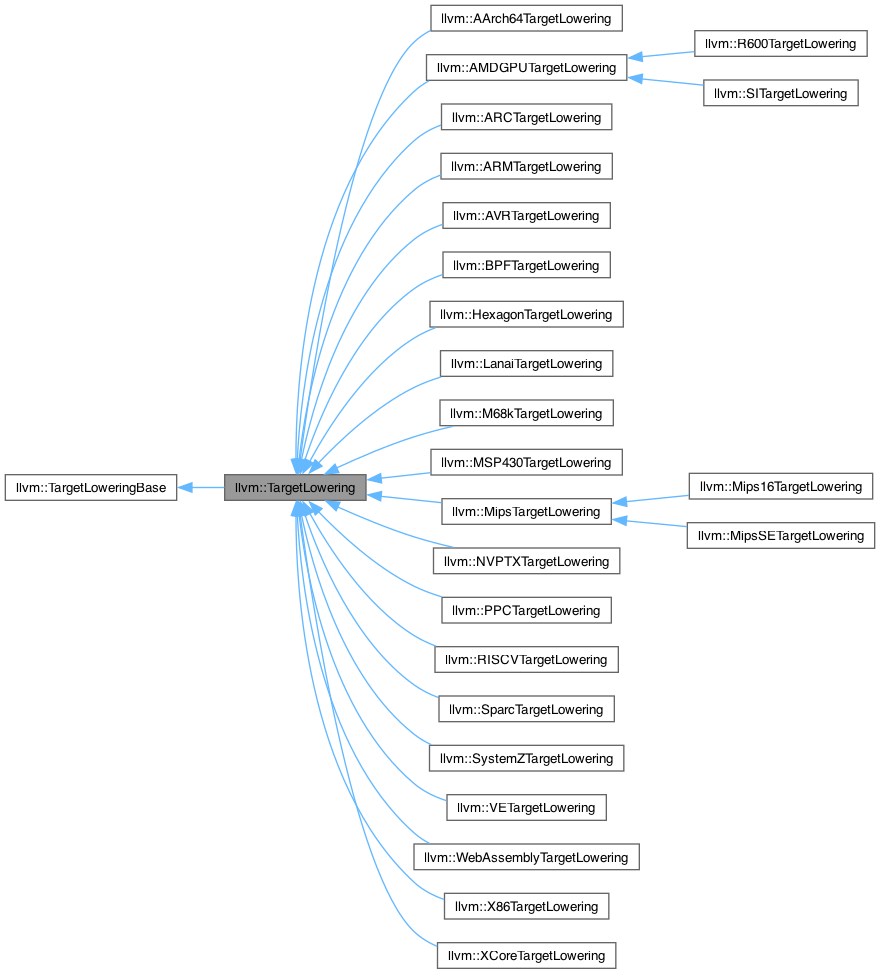 llvm::AArch64TargetLowering
llvm::R600TargetLowering
llvm::AMDGPUTargetLowering
llvm::SITargetLowering
llvm::ARCTargetLowering
llvm::ARMTargetLowering
llvm::AVRTargetLowering
llvm::BPFTargetLowering
llvm::HexagonTargetLowering
llvm::LanaiTargetLowering
llvm::M68kTargetLowering
llvm::MSP430TargetLowering
llvm::TargetLoweringBase
llvm::TargetLowering
llvm::Mips16TargetLowering
llvm::MipsTargetLowering
llvm::MipsSETargetLowering
llvm::NVPTXTargetLowering
llvm::PPCTargetLowering
llvm::RISCVTargetLowering
llvm::SparcTargetLowering
llvm::SystemZTargetLowering
llvm::VETargetLowering
llvm::WebAssemblyTargetLowering
llvm::X86TargetLowering
llvm::XCoreTargetLowering